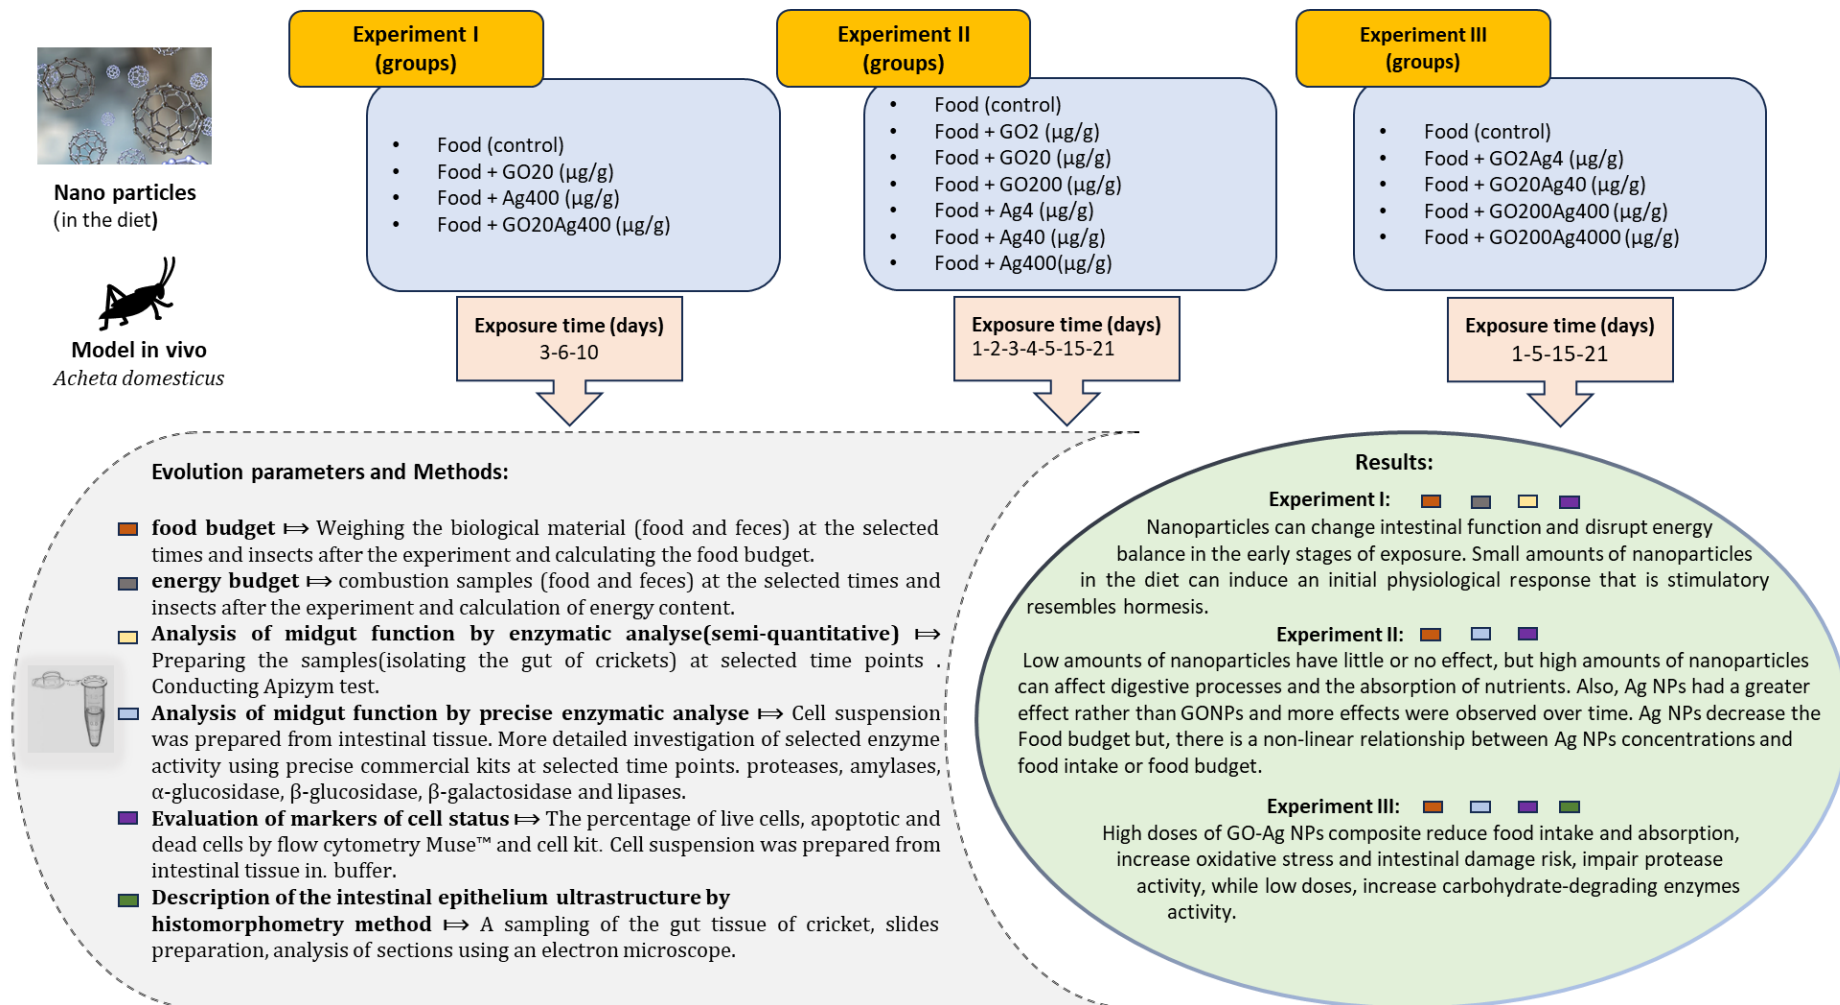 Experiment I
(groups)
Experiment II
(groups)
Experiment III
(groups)
Nano particles
(in the diet)
Model in vivo
Acheta domesticus
• Food (control)
• Food + GO20 (µg/g)
• Food + Ag400 (µg/g)
• Food + GO20Ag400 (µg/g)
• Food (control)
• Food + GO2 (µg/g)
• Food + GO20 (µg/g)
• Food + GO200 (µg/g)
• Food + Ag4 (µg/g)
• Food + Ag40 (µg/g)
• Food + Ag400(µg/g)
• Food (control)
• Food + GO2Ag4 (µg/g)
• Food + GO20Ag40 (µg/g)
• Food + GO200Ag400 (µg/g)
• Food + GO200Ag4000 (µg/g)
Exposure time (days)
3-6-10
Exposure time (days)
1-2-3-4-5-15-21
Exposure time (days)
1-5-15-21
Evolution parameters and Methods:
food budget ⤇ Weighing the biological material (food and feces) at the selected
times and insects after the experiment and calculating the food budget.
energy budget ⤇ combustion samples (food and feces) at the selected times and
insects after the experiment and calculation of energy content.
Analysis of midgut function by enzymatic analyse(semi-quantitative) ⤇
Preparing the samples(isolating the gut of crickets) at selected time points .
Conducting Apizym test.
Analysis of midgut function by precise enzymatic analyse ⤇ Cell suspension
was prepared from intestinal tissue. More detailed investigation of selected enzyme
activity using precise commercial kits at selected time points. proteases, amylases,
α-glucosidase, β-glucosidase, β-galactosidase and lipases.
Evaluation of markers of cell status ⤇ The percentage of live cells, apoptotic and
dead cells by flow cytometry Muse™ and cell kit. Cell suspension was prepared from
intestinal tissue in. buffer.
Description of the intestinal epithelium ultrastructure by
histomorphometry method ⤇ A sampling of the gut tissue of cricket, slides
preparation, analysis of sections using an electron microscope.
Results:
Experiment I:
Nanoparticles can change intestinal function and disrupt energy
balance in the early stages of exposure. Small amounts of nanoparticles
in the diet can induce an initial physiological response that is stimulatory
resembles hormesis.
Experiment II:
Low amounts of nanoparticles have little or no effect, but high amounts of nanoparticles
can affect digestive processes and the absorption of nutrients. Also, Ag NPs had a greater
effect rather than GONPs and more effects were observed over time. Ag NPs decrease the
Food budget but, there is a non-linear relationship between Ag NPs concentrations and
food intake or food budget.
Experiment III:
High doses of GO-Ag NPs composite reduce food intake and absorption,
increase oxidative stress and intestinal damage risk, impair protease
activity, while low doses, increase carbohydrate-degrading enzymes
activity.